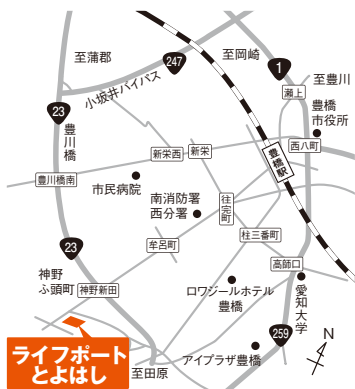 至蒲郡
至岡崎
247
1
至豊川
小坂井バイパス
瀬上
豊橋
市役所
23
豊川橋
新栄西
新栄
西八町
豊橋駅
豊川橋南
市民病院
南消防署
西分署
往完町
柱三番町
23
牟呂町
高師口
神野
ふ頭町
神野新田
ロワジールホテル
豊橋
愛知大学
259
ライフポート
とよはし
アイプラザ豊橋
至田原
N